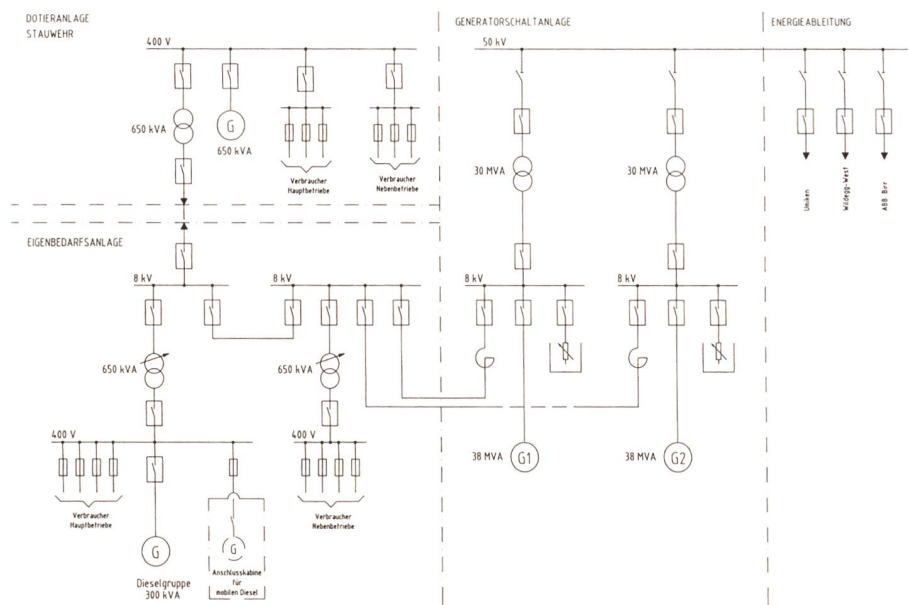 DOTIERANLAGE
STAUWEHR
GENERATORSCHALTANLAGE
ENERGIEABLEITUNG
400 V
50 kV
650 kVA
G
650 kVA
30 MVA
30 MVA
Verbraucher
Hauptbetriebe
Verbraucher
Nebenbetriebe
Umiken
Wildegg-West
ABB Birr
EIGENBEDARFSANLAGE
8 kV
8 kV
8 kV
8 kV
650 kVA
650 kVA
400 V
400 V
38 MVA
G1
38 MVA
G2
Verbraucher
Hauptbetriebe
Verbraucher
Nebenbetriebe
G
G
Dieselgruppe
300 kVA
Anschlusskabine
für
mobilen Diesel